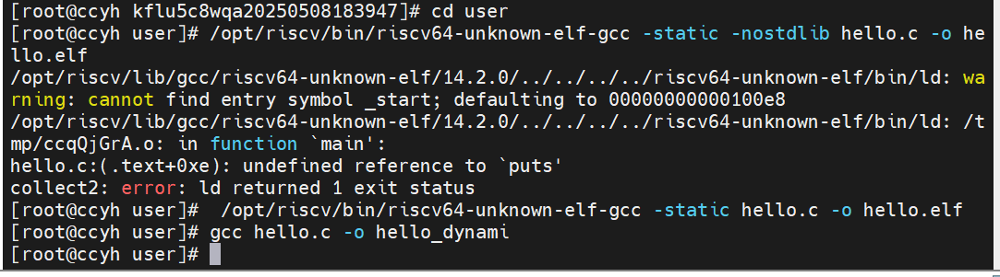 [root@ccyh kflu5c8wqa20250508183947]# cd user
[root@ccyh user]# /opt/riscv/bin/riscv64-unknown-elf-gcc -static -nostdlib hello.c -o he
llo.elf
/opt/riscv/lib/gcc/riscv64-unknown-elf/14.2.0/../../../../riscv64-unknown-elf/bin/ld: wa
rning: cannot find entry symbol _start; defaulting to 00000000000100e8
/opt/riscv/lib/gcc/riscv64-unknown-elf/14.2.0/../../../../riscv64-unknown-elf/bin/ld: /t
mp/ccqQjGrA.o: in function `main':
hello.c:(.text+0xe): undefined reference to `puts'
collect2: error: ld returned 1 exit status
[root@ccyh user]#  /opt/riscv/bin/riscv64-unknown-elf-gcc -static hello.c -o hello.elf
[root@ccyh user]# gcc hello.c -o hello_dynami
[root@ccyh user]#